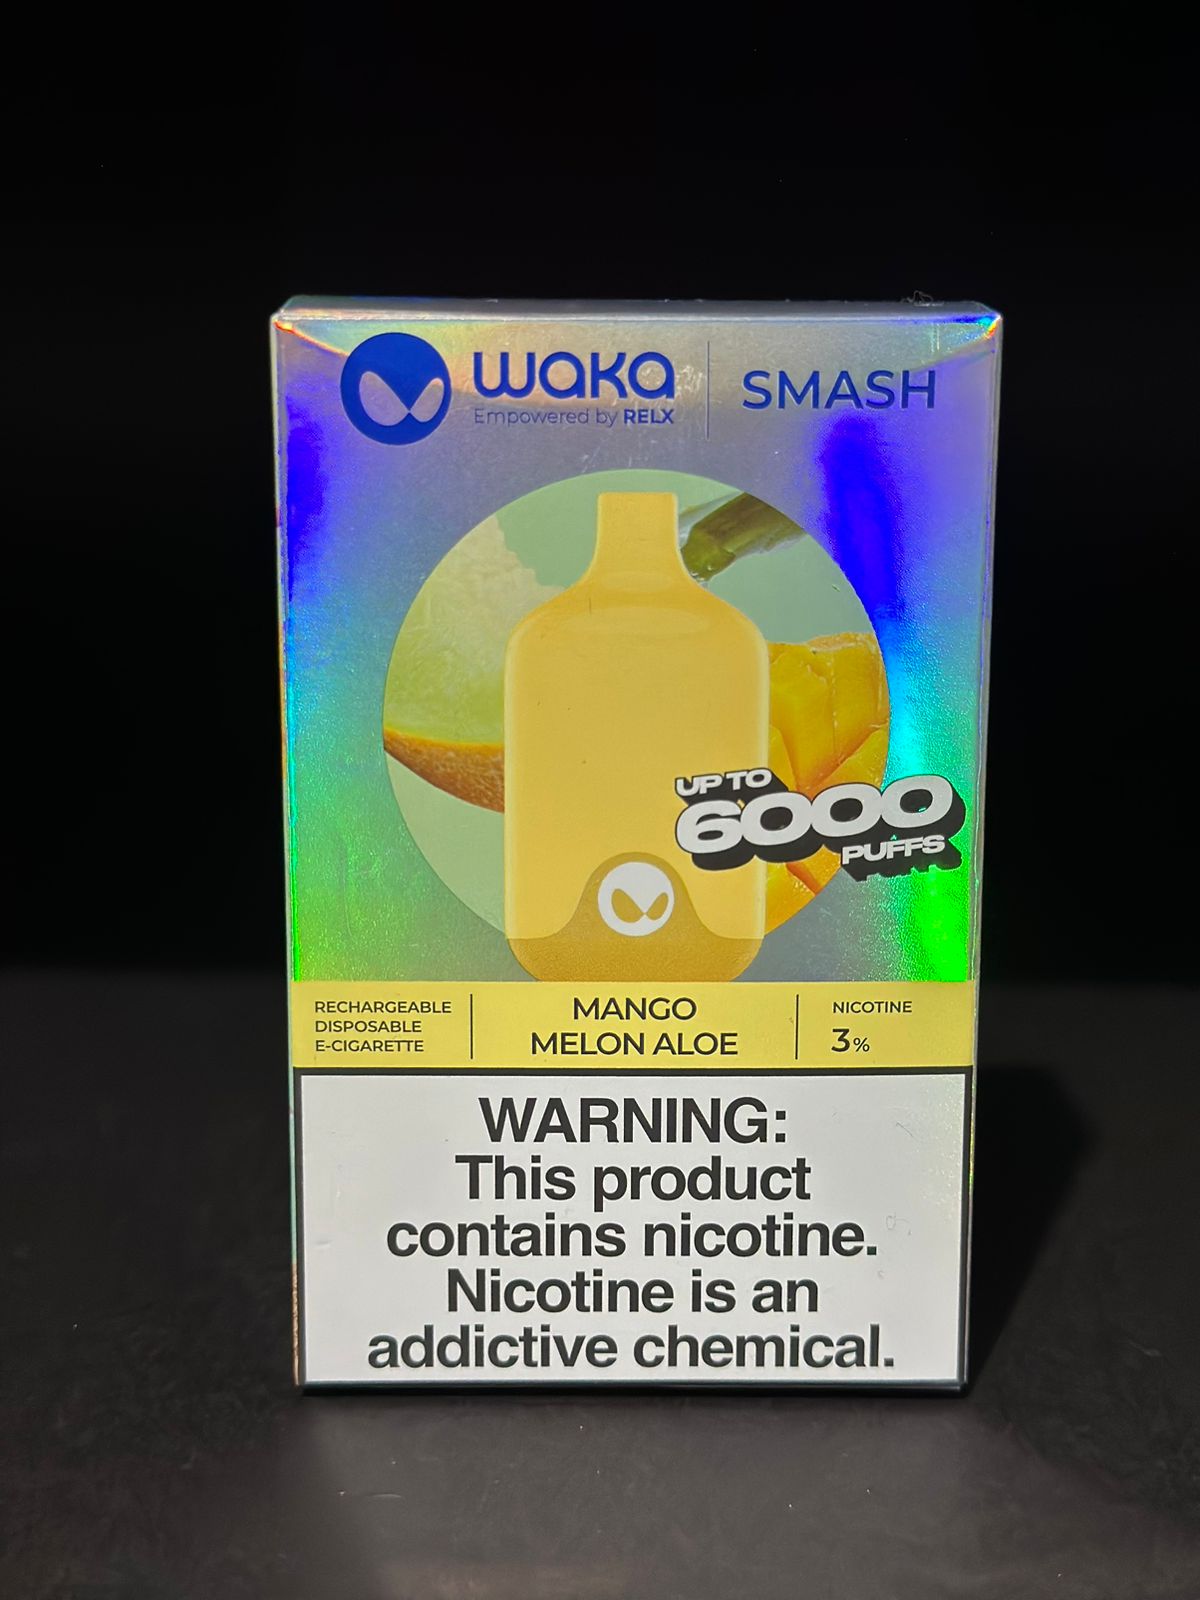 waka
Empowered by RELX
SMASH
UP TO
6000
PUFFS
RECHARGEABLE
DISPOSABLE
E-CIGARETTE
MANGO
MELON ALOE
NICOTINE
3%
WARNING:
This product
contains nicotine.
Nicotine is an
addictive chemical.